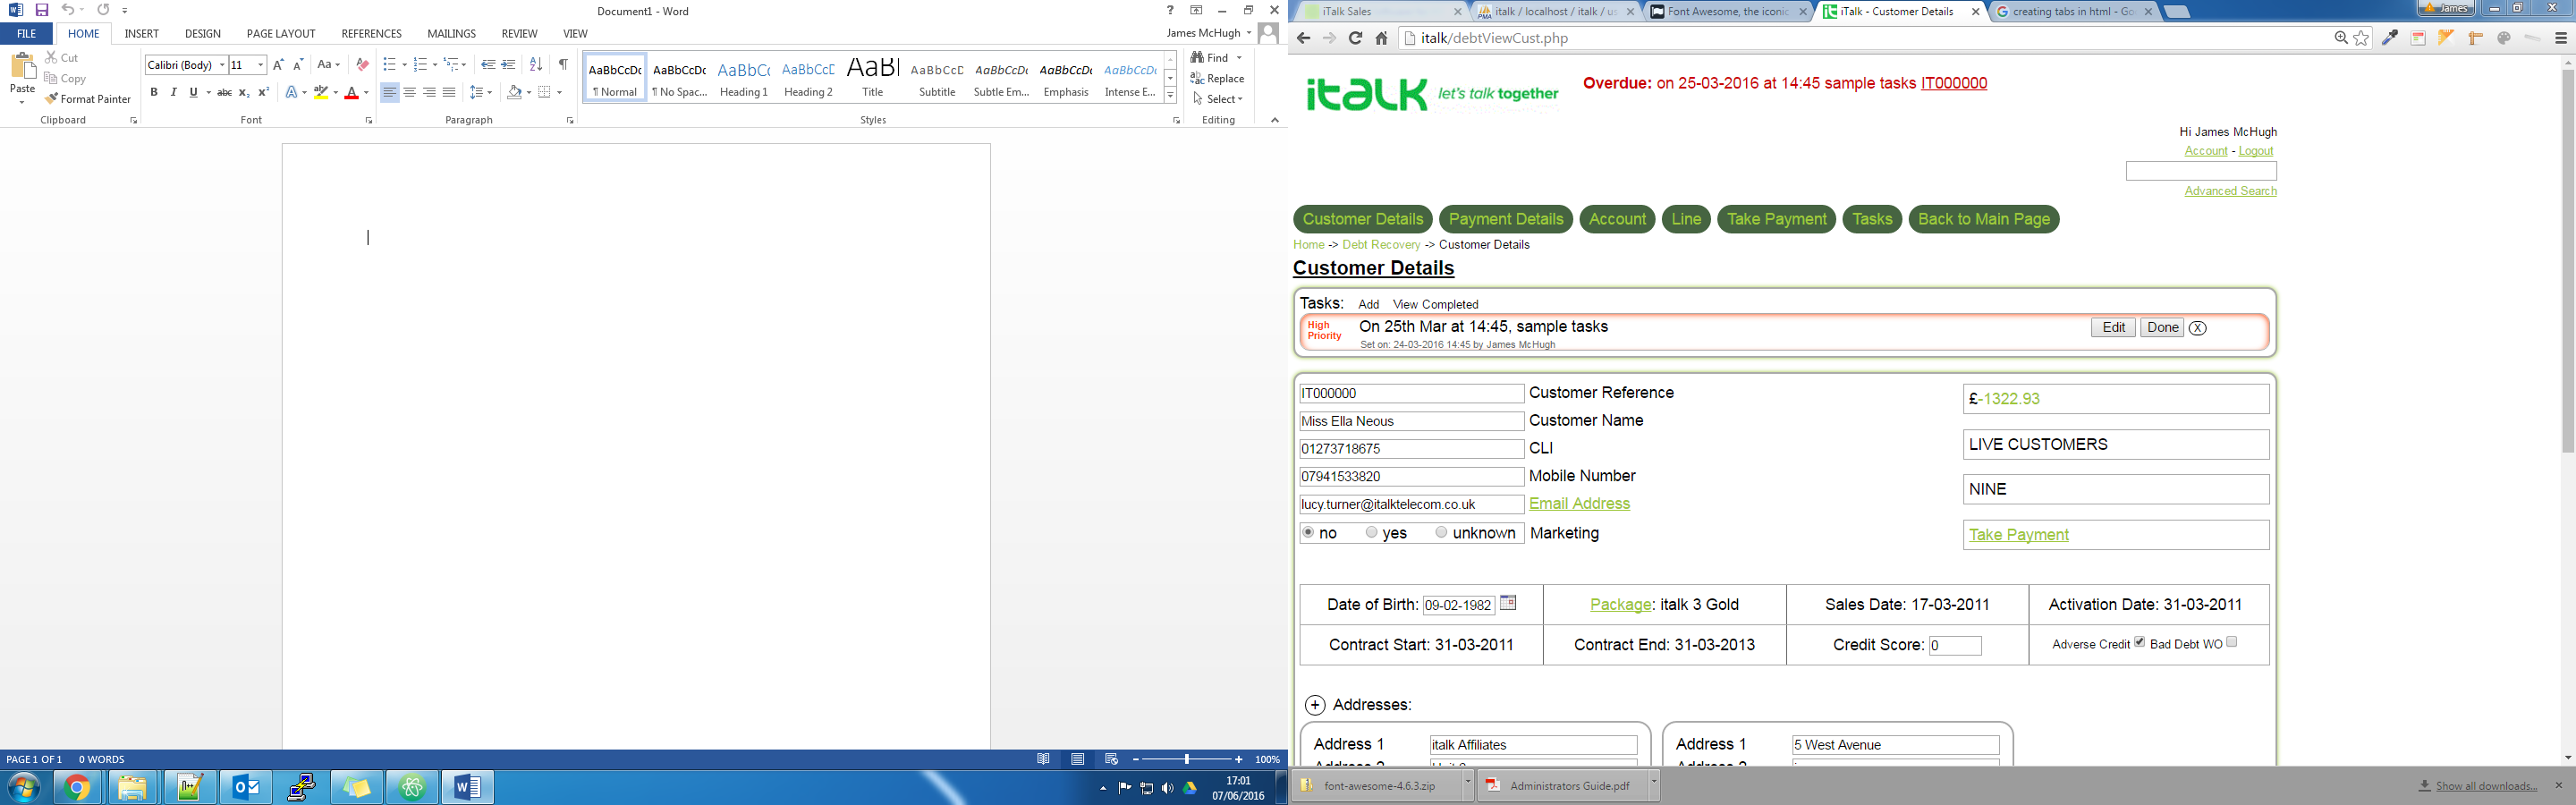 Document1 - Word
FILE HOME INSERT DESIGN PAGE LAYOUT REFERENCES MAILINGS REVIEW VIEW
James McHugh
Paste
Cut
Copy
Format Painter
Clipboard
Calibri (Body) 11
Font
Paragraph
AaBbCcDc AaBbCcDc AaBbCc AaBbCcD AaBl AaBbCcD AaBbCcDc AaBbCcDc AaBbCcDc
¶ Normal ¶ No Spac... Heading 1 Heading 2 Title Subtitle Subtle Em... Emphasis Intense E...
Styles
Find
Replace
Select
Editing
PAGE 1 OF 1 0 WORDS
100%
17:01
07/06/2016
iTalk Sales
italk / localhost / italk / us
Font Awesome, the iconic
iTalk - Customer Details
creating tabs in html - Go
James
italk/debtViewCust.php
italk let's talk together
Overdue: on 25-03-2016 at 14:45 sample tasks IT000000
Hi James McHugh
Account - Logout
Advanced Search
Customer Details Payment Details Account Line Take Payment Tasks Back to Main Page
Home -> Debt Recovery -> Customer Details
Customer Details
Tasks: Add View Completed
High Priority
On 25th Mar at 14:45, sample tasks
Edit Done X
Set on: 24-03-2016 14:45 by James McHugh
IT000000 Customer Reference
Miss Ella Neous Customer Name
01273718675 CLI
07941533820 Mobile Number
lucy.turner@italktelecom.co.uk Email Address
no yes unknown Marketing
£-1322.93
LIVE CUSTOMERS
NINE
Take Payment
Date of Birth: 09-02-1982 Package: italk 3 Gold Sales Date: 17-03-2011 Activation Date: 31-03-2011
Contract Start: 31-03-2011 Contract End: 31-03-2013 Credit Score: 0 Adverse Credit Bad Debt WO
+ Addresses:
Address 1 italk Affiliates Address 1 5 West Avenue
font-awesome-4.6.3.zip
Administrators Guide.pdf
Show all downloads...